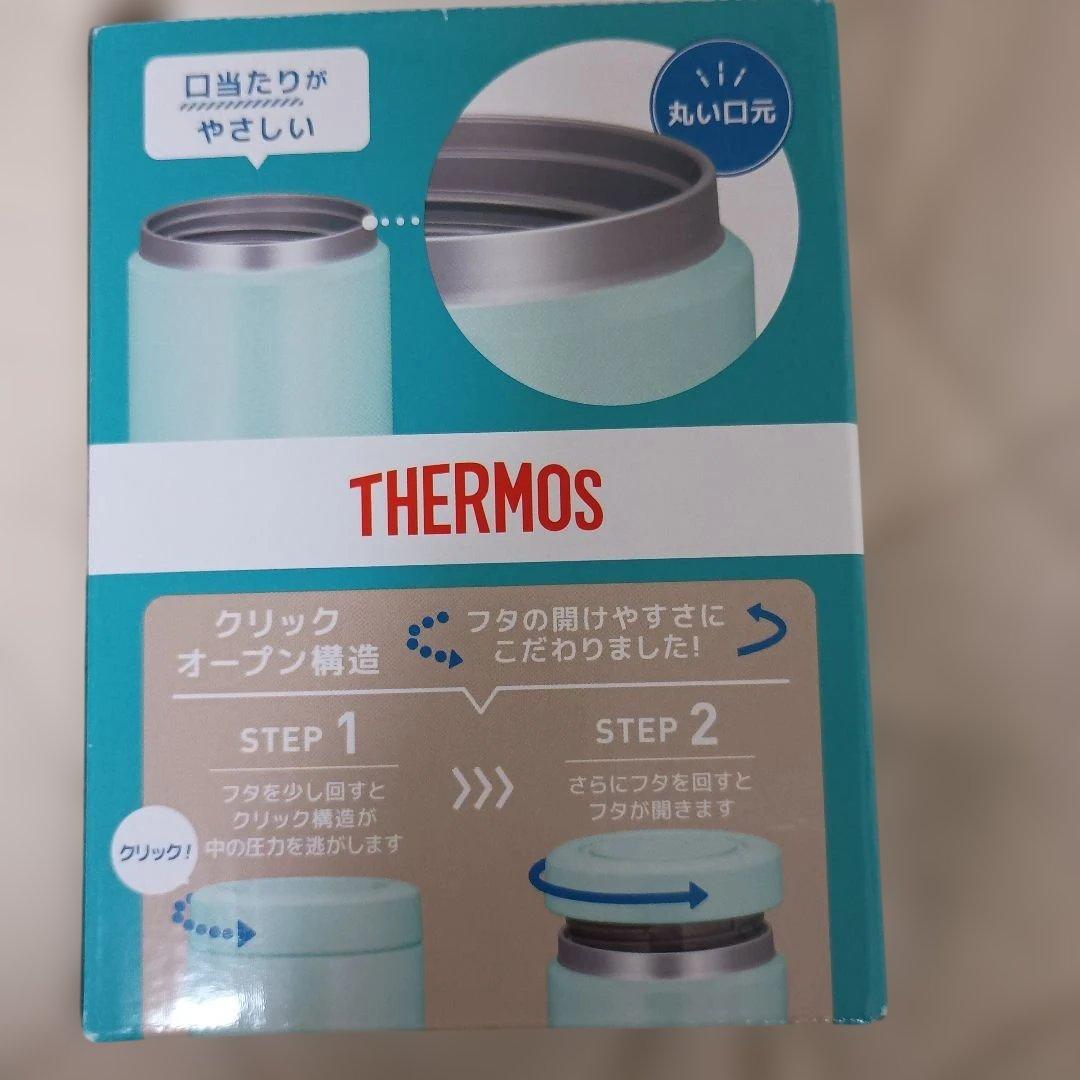 口当たりが
やさしい
丸い口元
THERMOS
クリック
オープン構造
フタの開けやすさに
こだわりました!
STEP 1
フタを少し回すと
クリック構造が
中の圧力を逃がします
クリック!
STEP 2
さらにフタを回すと
フタが開きます